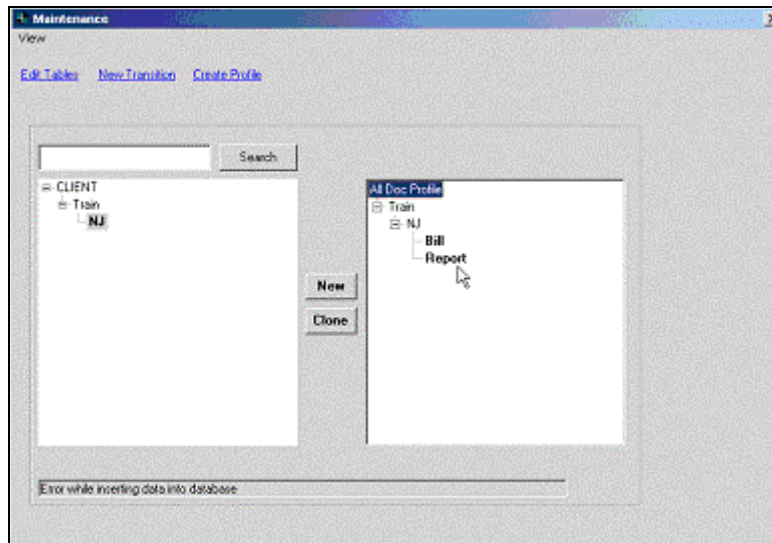 Maintenance
View
Edit Tables New Transition Create Profile
Search
CLIENT
Train
NJ
All Doc Profile
Train
NJ
Bill
Report
New
Clone
Error while inserting data into database